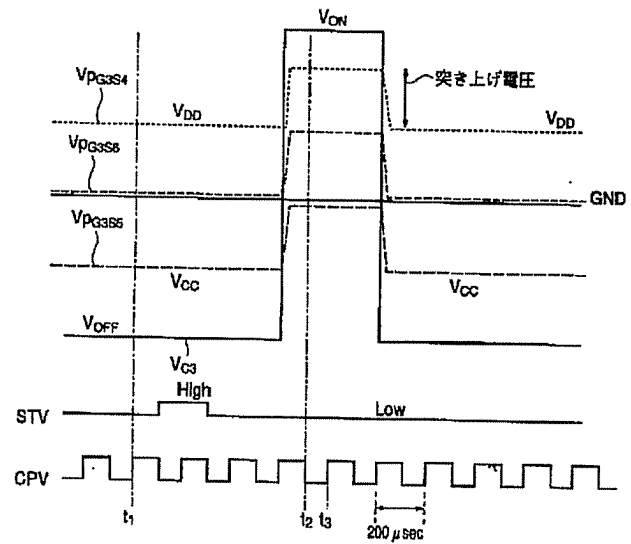 VON
VPG3S4
突き上げ電圧
VDD
VDD
VPG3S6
GND
VPG3S5
VCC
VCC
VOFF
VC3
High
Low
STV
CPV
t1
t2
t3
200 μsec